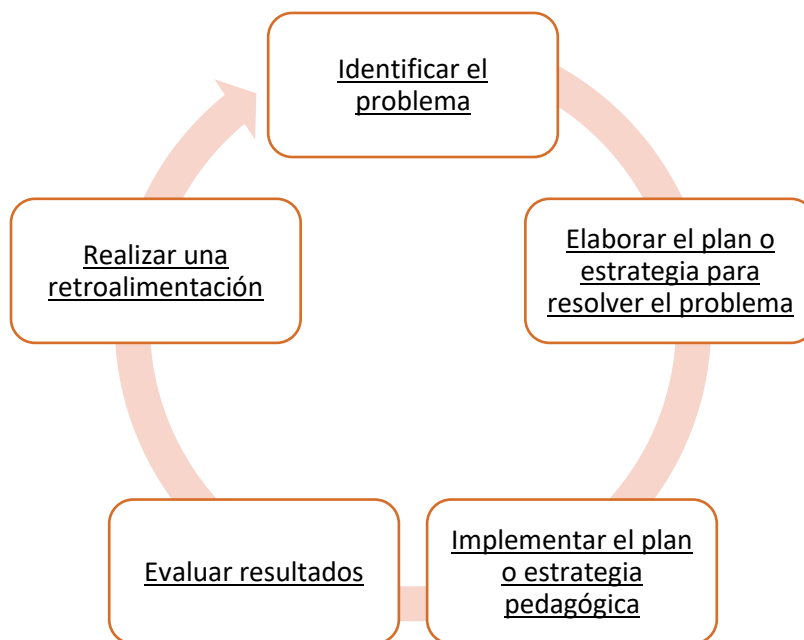 Identificar el
problema
Elaborar el plan o
estrategia para
resolver el problema
Implementar el plan
o estrategia
pedagógica
Evaluar resultados
Realizar una
retroalimentación